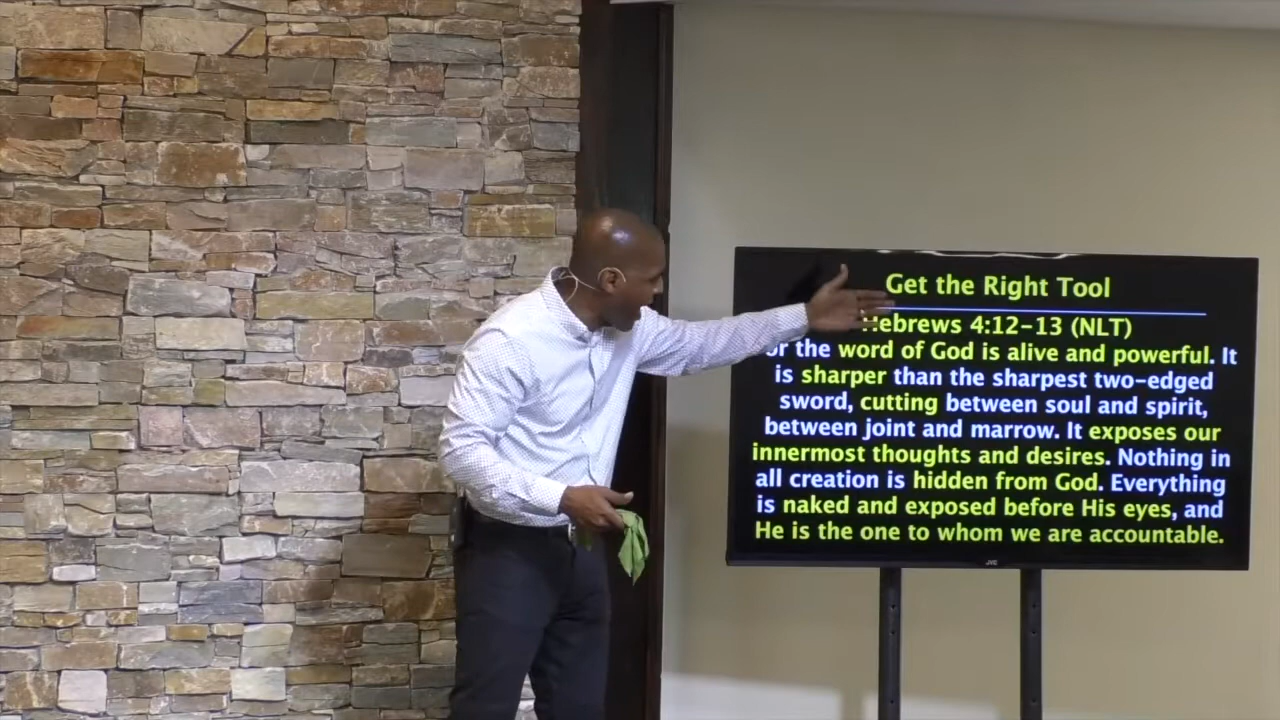 Get the Right Tool
Hebrews 4:12–13 (NLT)
or the word of God is alive and powerful. It
is sharper than the sharpest two-edged
sword, cutting between soul and spirit,
between joint and marrow. It exposes our
innermost thoughts and desires. Nothing in
all creation is hidden from God. Everything
is naked and exposed before His eyes, and
He is the one to whom we are accountable.
JVC